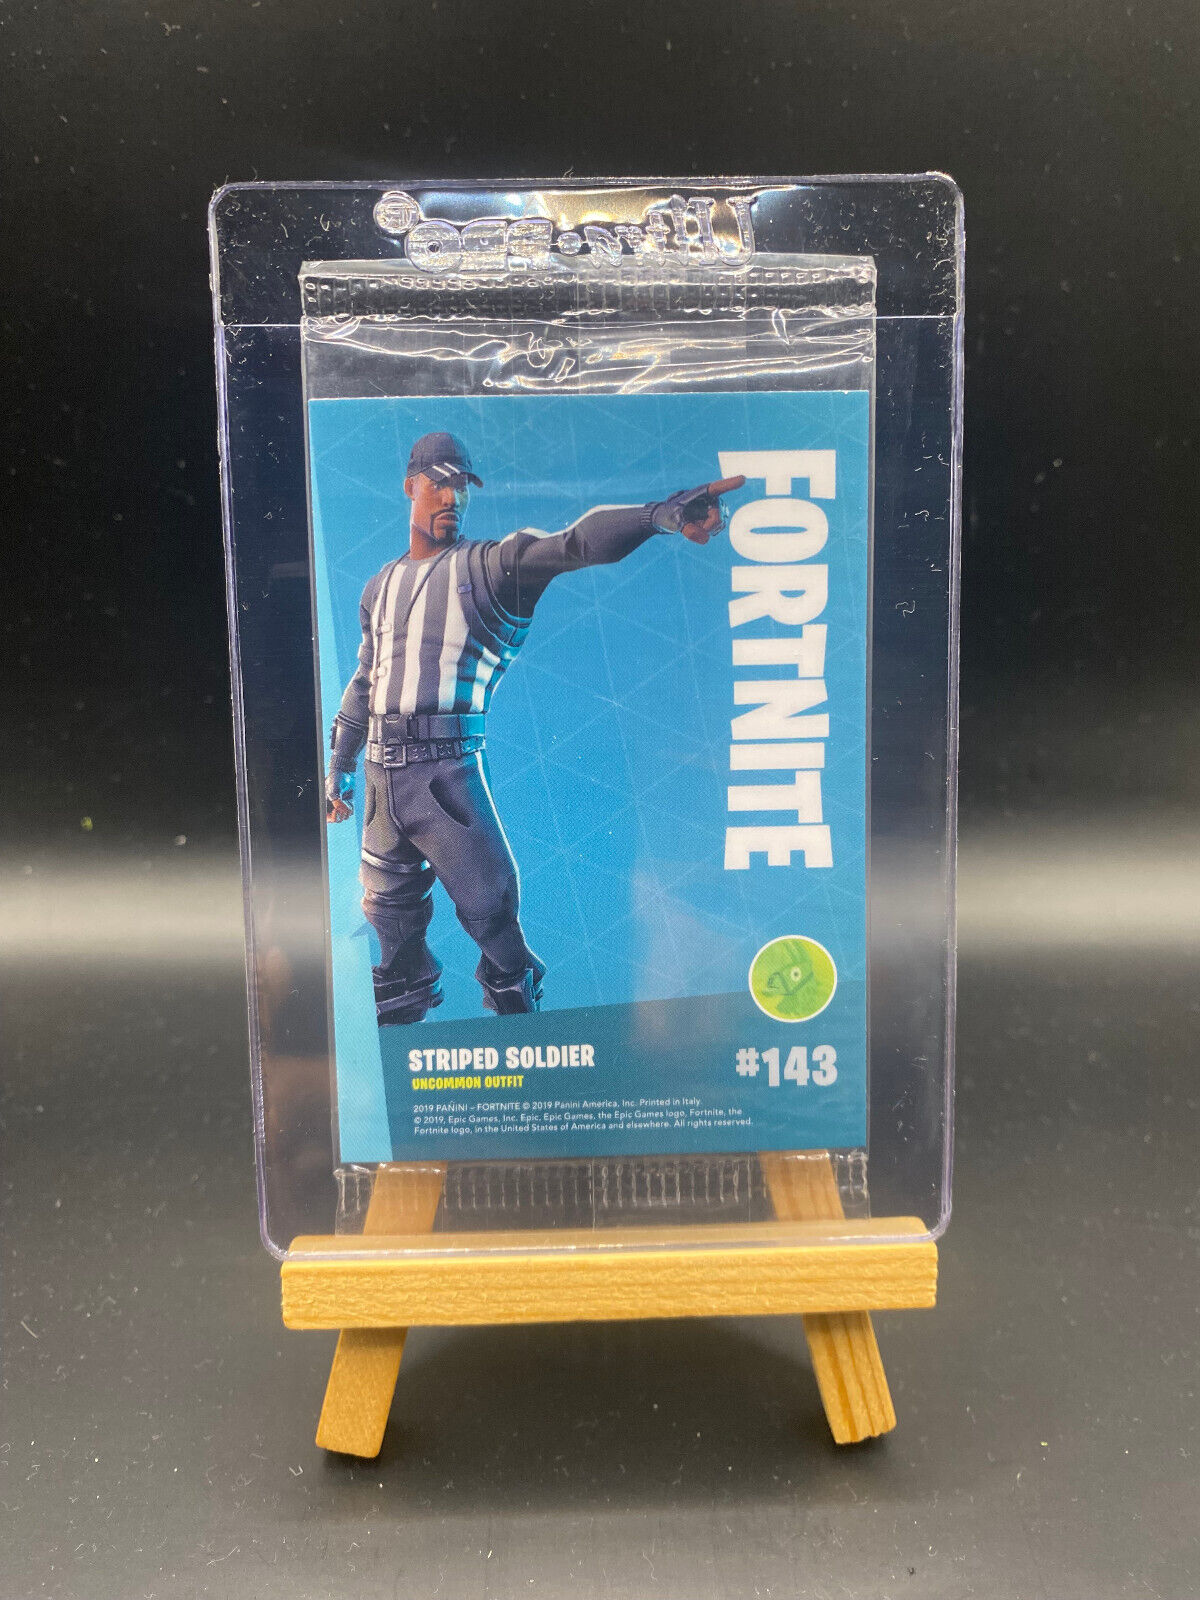 Ultra•PRO
FORTNITE
STRIPED SOLDIER
UNCOMMON OUTFIT
#143
2019 PANINI – FORTNITE © 2019 Panini America, Inc. Printed in Italy.
© 2019, Epic Games, Inc. Epic, Epic Games, the Epic Games logo, Fortnite, the
Fortnite logo, in the United States of America and elsewhere. All rights reserved.